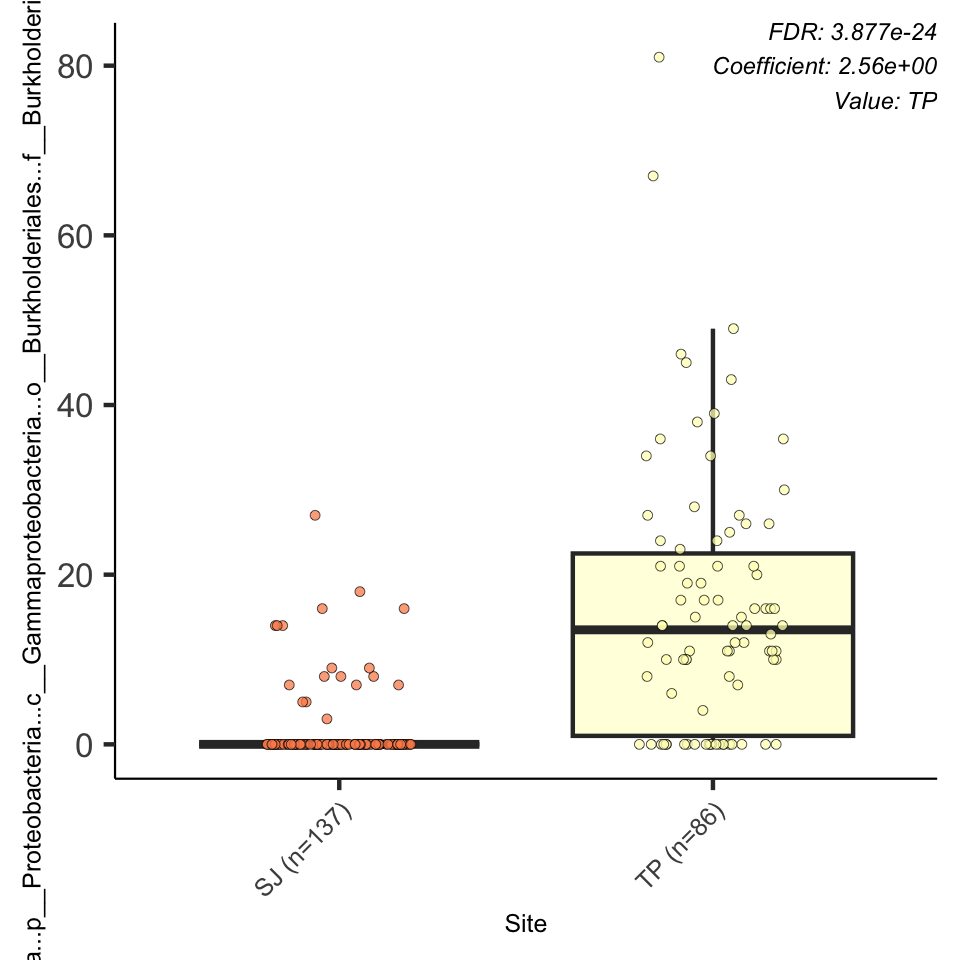 FDR: 3.877e-24
Coefficient: 2.56e+00
Value: TP
80
60
40
20
0
a...p__Proteobacteria...c__Gammaproteobacteria...o__Burkholderiales...f__Burkholderi
SJ (n=137)
TP (n=86)
Site